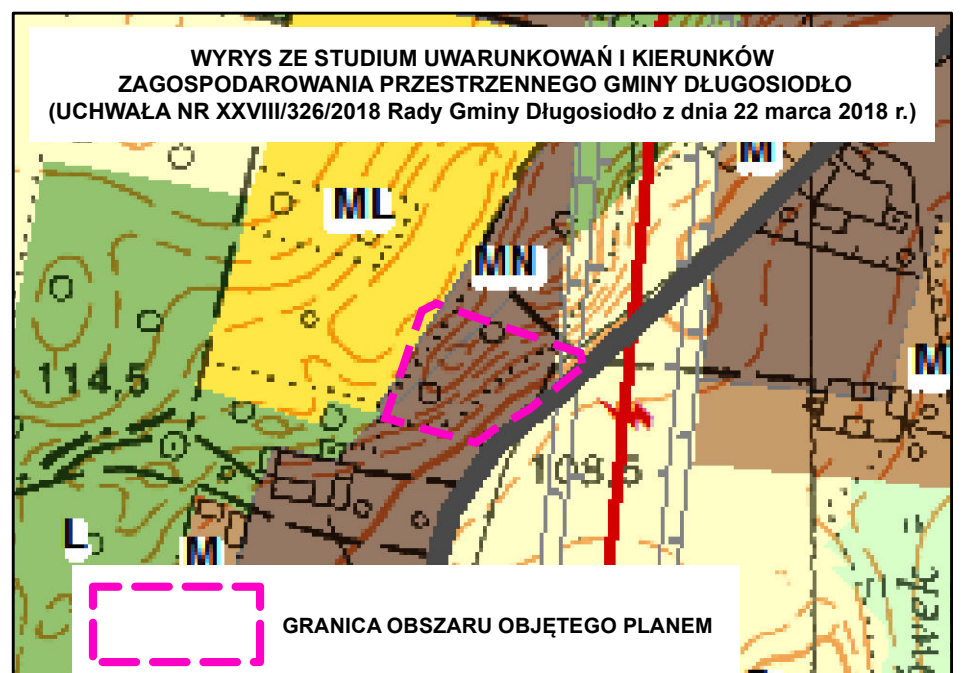 WYRYS ZE STUDIUM UWARUNKOWAŃ I KIERUNKÓW
ZAGOSPODAROWANIA PRZESTRZENNEGO GMINY DŁUGOSIODŁO
(UCHWAŁA NR XXVIII/326/2018 Rady Gminy Długosiodło z dnia 22 marca 2018 r.)
M
ML
MN
114,5
M
108,5
L
M
GRANICA OBSZARU OBJĘTEGO PLANEM